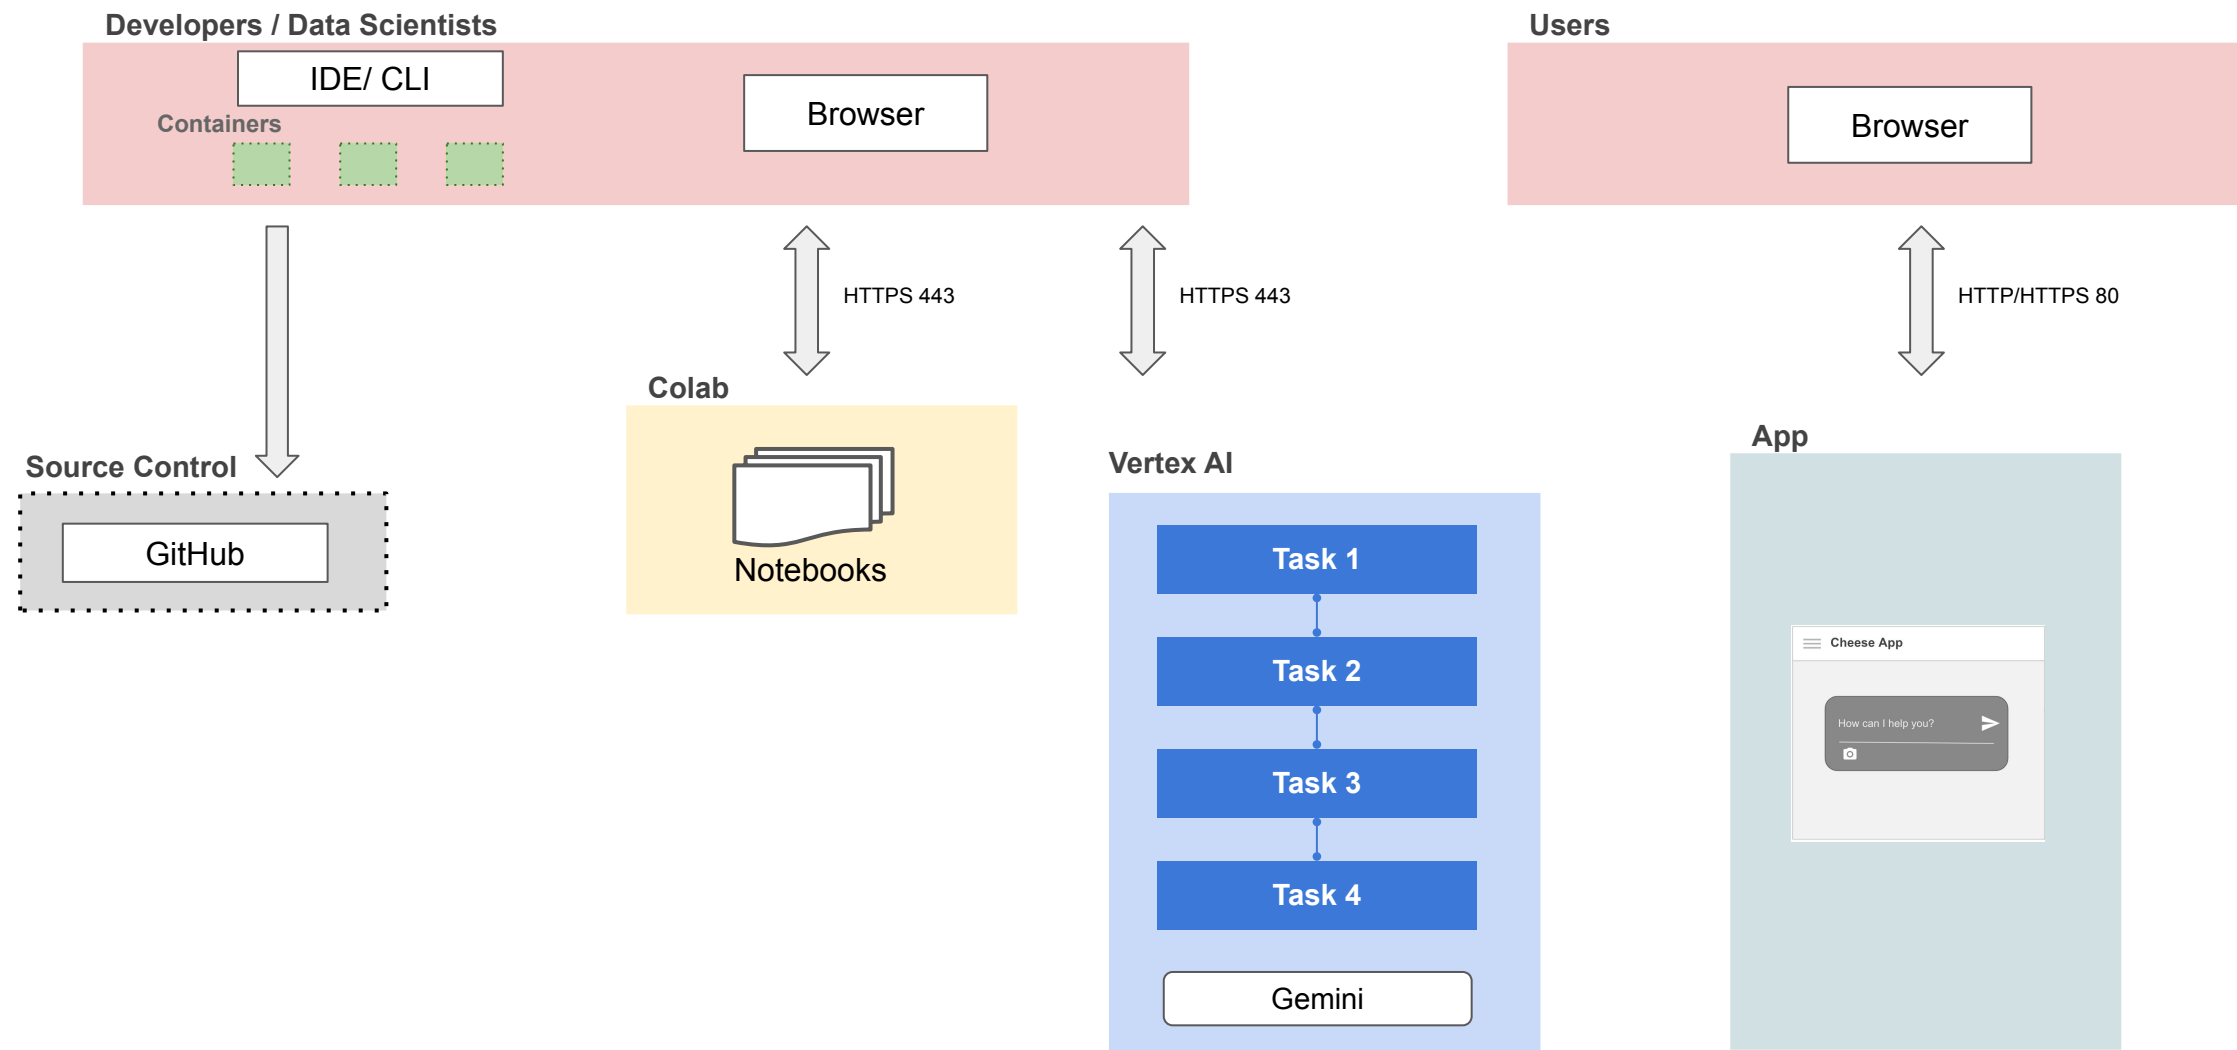 Developers / Data Scientists
IDE/ CLI
Containers
Browser
Users
Browser
HTTPS 443
HTTPS 443
HTTP/HTTPS 80
Source Control
GitHub
Colab
Notebooks
Vertex AI
Task 1
Task 2
Task 3
Task 4
Gemini
App
Cheese App
How can I help you?